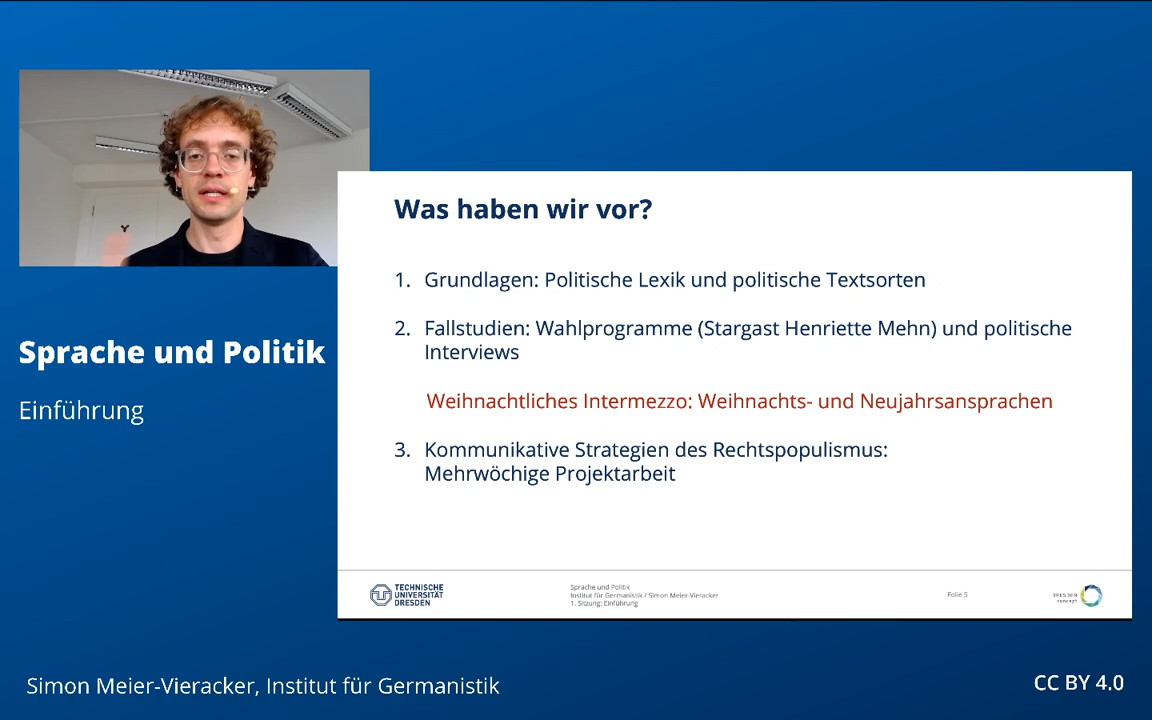 Was haben wir vor?
1. Grundlagen: Politische Lexik und politische Textsorten
2. Fallstudien: Wahlprogramme (Stargast Henriette Mehn) und politische
Interviews
Weihnachtliches Intermezzo: Weihnachts- und Neujahrsansprachen
3. Kommunikative Strategien des Rechtspopulismus:
Mehrwöchige Projektarbeit
Sprache und Politik
Einführung
TECHNISCHE
UNIVERSITÄT
DRESDEN
Sprache und Politik
Institut für Germanistik / Simon Meier-Vieracker
1. Sitzung: Einführung
Folie 5
DRESDEN
concept
Simon Meier-Vieracker, Institut für Germanistik
CC BY 4.0